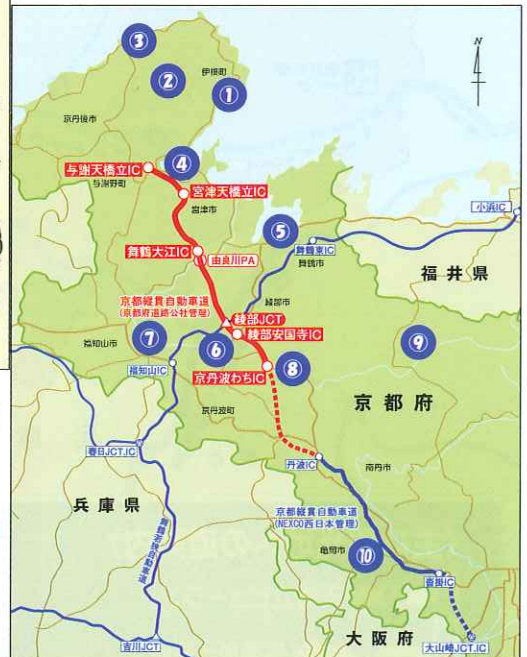 ③
②
伊根町
①
N
京丹後市
④
与謝天橋立IC
与謝野町
宮津天橋立IC
宮津市
小浜IC
⑤
舞鶴東IC
舞鶴大江IC
由良川PA
舞鶴市
福井県
綾部市
京都縦貫自動車道
(京都府道路公社管理)
綾部JCT
綾部安国寺IC
⑦
福知山市
⑥
⑨
福知山IC
京丹波わちIC
⑧
京都府
京丹波町
春日JCT.IC
丹波IC
南丹市
兵庫県
京都縦貫自動車道
(NEXCO西日本管理)
舞鶴若狭自動車道
亀岡市
⑩
沓掛IC
吉川JCT
大阪府
大山崎JCT.IC